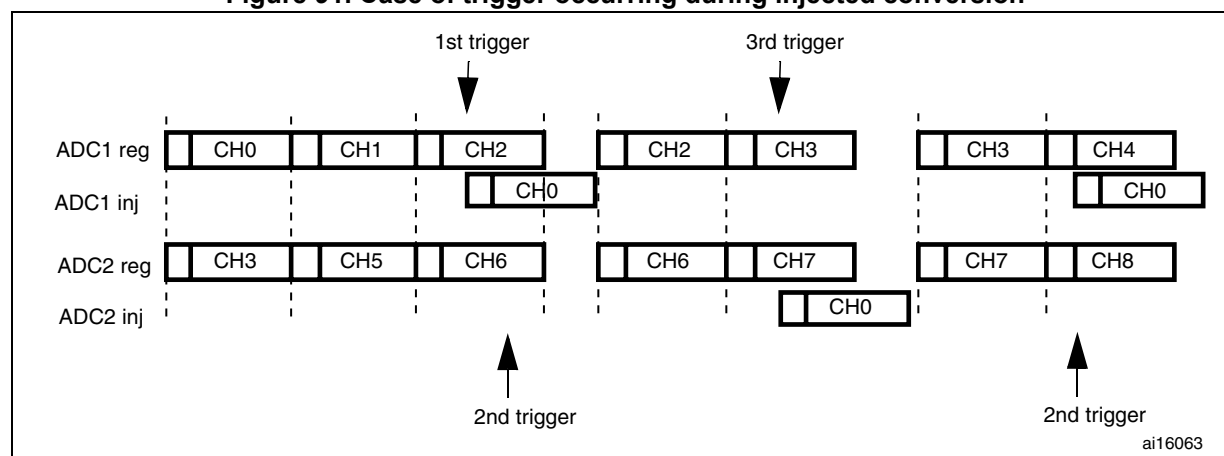 Figure 91. Case of trigger occurring during injected conversion
1st trigger
3rd trigger
ADC1 reg CH0 CH1 CH2 CH2 CH3 CH3 CH4
ADC1 inj CH0 CH0
ADC2 reg CH3 CH5 CH6 CH6 CH7 CH7 CH8
ADC2 inj CH0
2nd trigger
2nd trigger
ai16063